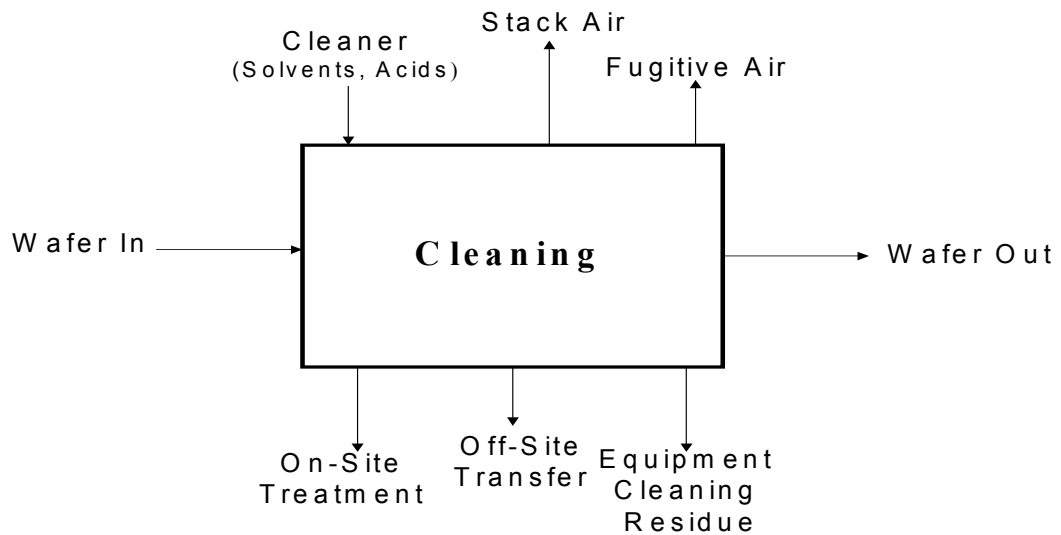 Stack Air
Cleaner
(Solvents, Acids)
Fugitive Air
Wafer In
Cleaning
Wafer Out
On-Site
Treatment
Off-Site
Transfer
Equipment
Cleaning
Residue